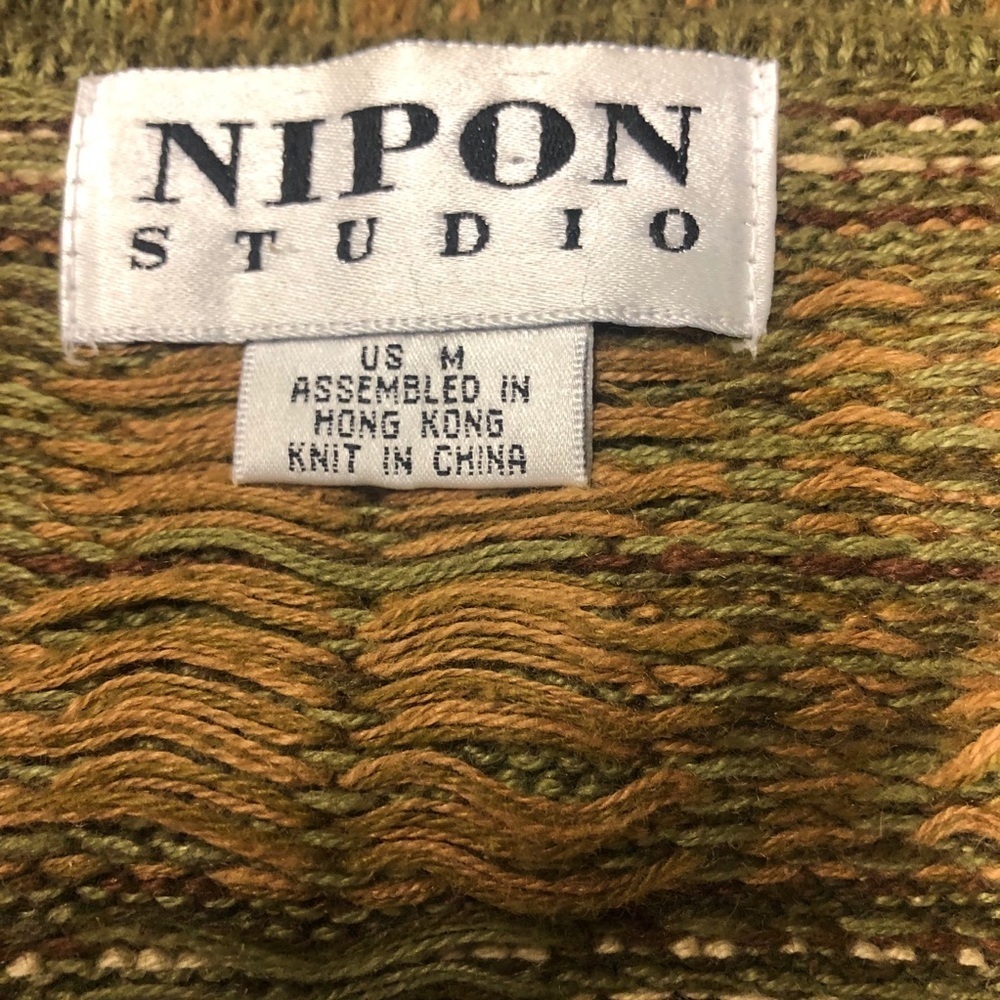 NIPON
STUDIO
US M
ASSEMBLED IN
HONG KONG
KNIT IN CHINA